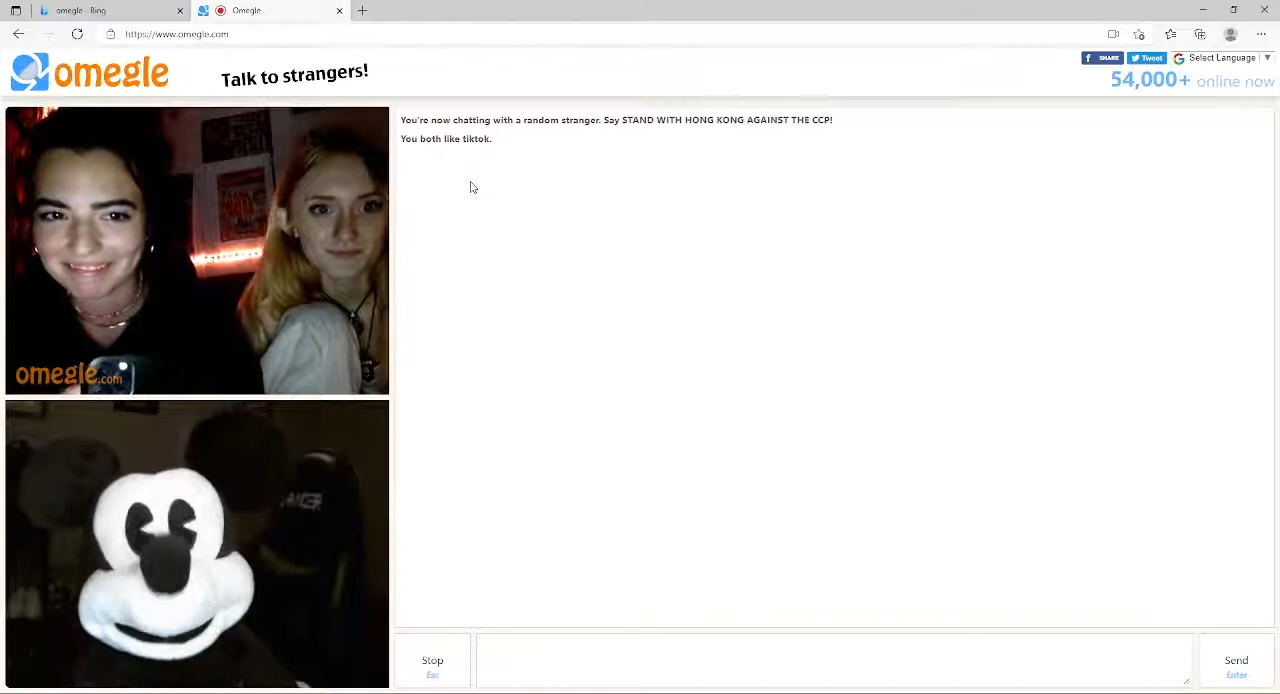 omegle - Bing
Omegle
https://www.omegle.com
omegle
Talk to strangers!
SHARE
Tweet
Select Language
54,000+ online now
You're now chatting with a random stranger. Say STAND WITH HONG KONG AGAINST THE CCP!
You both like tiktok.
omegle.com
Stop
Esc
Send
Enter